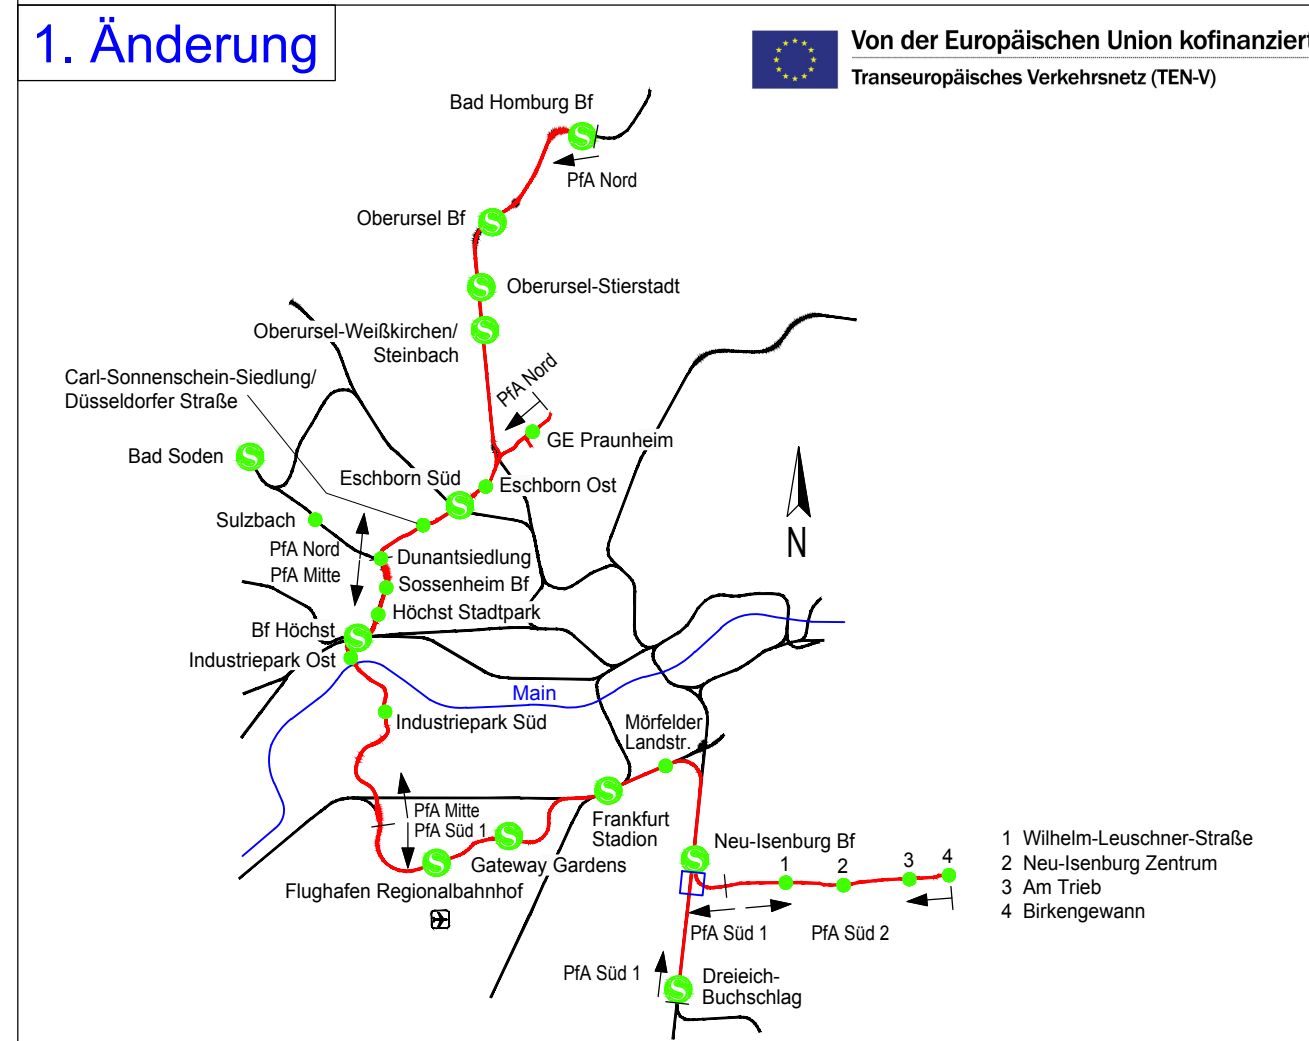 1. Änderung
Von der Europäischen Union kofinanziert
Transeuropäisches Verkehrsnetz (TEN-V)
Bad Homburg Bf
PfA Nord
Oberursel Bf
Oberursel-Stierstadt
Oberursel-Weißkirchen/
Steinbach
Carl-Sonnenschein-Siedlung/
Düsseldorfer Straße
PfA Nord
GE Praunheim
Bad Soden
Eschborn Süd
Eschborn Ost
Sulzbach
PfA Nord
PfA Mitte
Dunantsiedlung
Sossenheim Bf
Höchst Stadtpark
Bf Höchst
Industriepark Ost
N
Main
Industriepark Süd
Mörfelder
Landstr.
PfA Mitte
PfA Süd 1
Frankfurt
Stadion
Gateway Gardens
Flughafen Regionalbahnhof
Neu-Isenburg Bf
1
2
3
4
1 Wilhelm-Leuschner-Straße
2 Neu-Isenburg Zentrum
3 Am Trieb
4 Birkengewann
PfA Süd 1
PfA Süd 2
PfA Süd 1
Dreieich-
Buchschlag